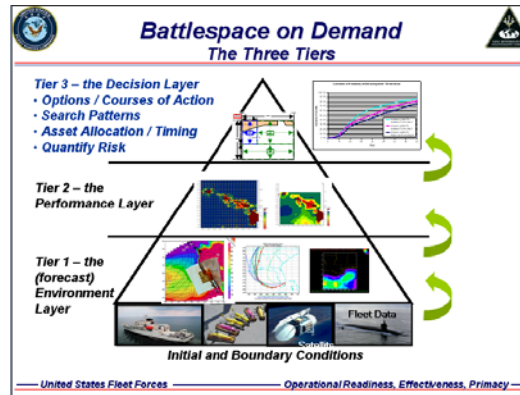 Battlespace on Demand
The Three Tiers
Tier 3 – the Decision Layer
• Options / Courses of Action
• Search Patterns
• Asset Allocation / Timing
• Quantify Risk
Tier 2 – the
Performance Layer
Tier 1 – the
(forecast)
Environment
Layer
Satellite
Fleet Data
Initial and Boundary Conditions
United States Fleet Forces
Operational Readiness, Effectiveness, Primacy